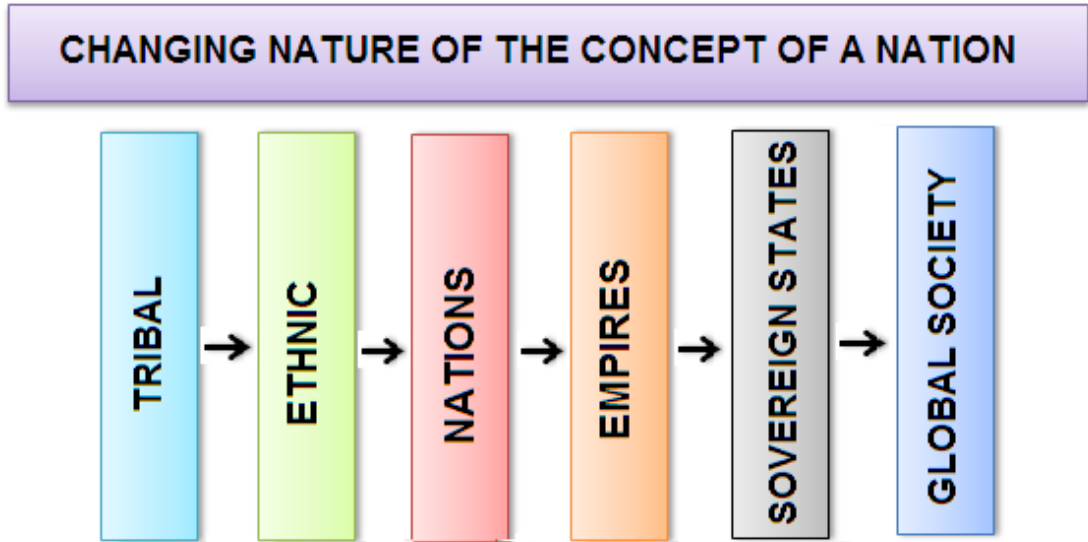 CHANGING NATURE OF THE CONCEPT OF A NATION
TRIBAL
ETHNIC
NATIONS
EMPIRES
SOVEREIGN STATES
GLOBAL SOCIETY